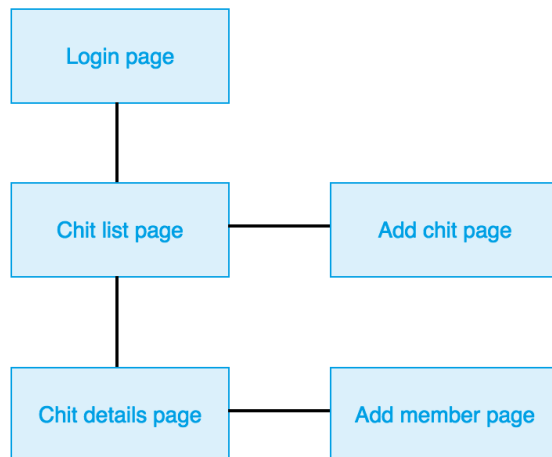 Login page
Chit list page
Add chit page
Chit details page
Add member page